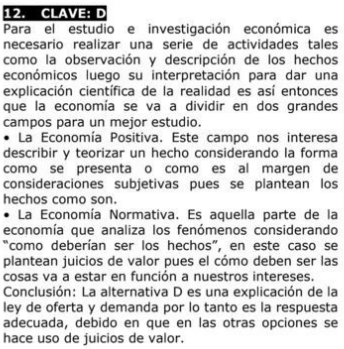 12. CLAVE: D
Para el estudio e investigación económica es
necesario realizar una serie de actividades tales
como la observación y descripción de los hechos
económicos luego su interpretación para dar una
explicación científica de la realidad es así entonces
que la economía se va a dividir en dos grandes
campos para un mejor estudio.
• La Economía Positiva. Este campo nos interesa
describir y teorizar un hecho considerando la forma
como se presenta o como es al margen de
consideraciones subjetivas pues se plantean los
hechos como son.
• La Economía Normativa. Es aquella parte de la
economía que analiza los fenómenos considerando
"como deberían ser los hechos", en este caso se
plantean juicios de valor pues el cómo deben ser las
cosas va a estar en función a nuestros intereses.
Conclusión: La alternativa D es una explicación de la
ley de oferta y demanda por lo tanto es la respuesta
adecuada, debido en que en las otras opciones se
hace uso de juicios de valor.